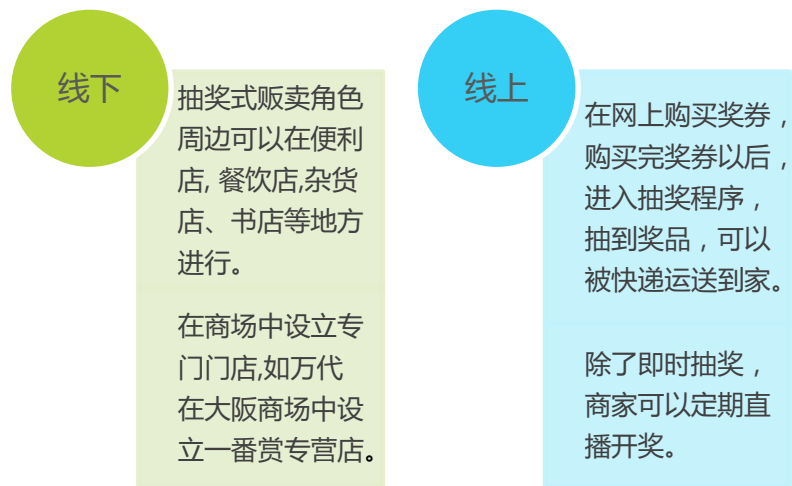 线下
抽奖式贩卖角色
周边可以在便利
店, 餐饮店,杂货
店、书店等地方
进行。
在商场中设立专
门门店,如万代
在大阪商场中设
立一番赏专营店。
线上
在网上购买奖券，
购买完奖券以后，
进入抽奖程序，
抽到奖品，可以
被快递运送到家。
除了即时抽奖，
商家可以定期直
播开奖。